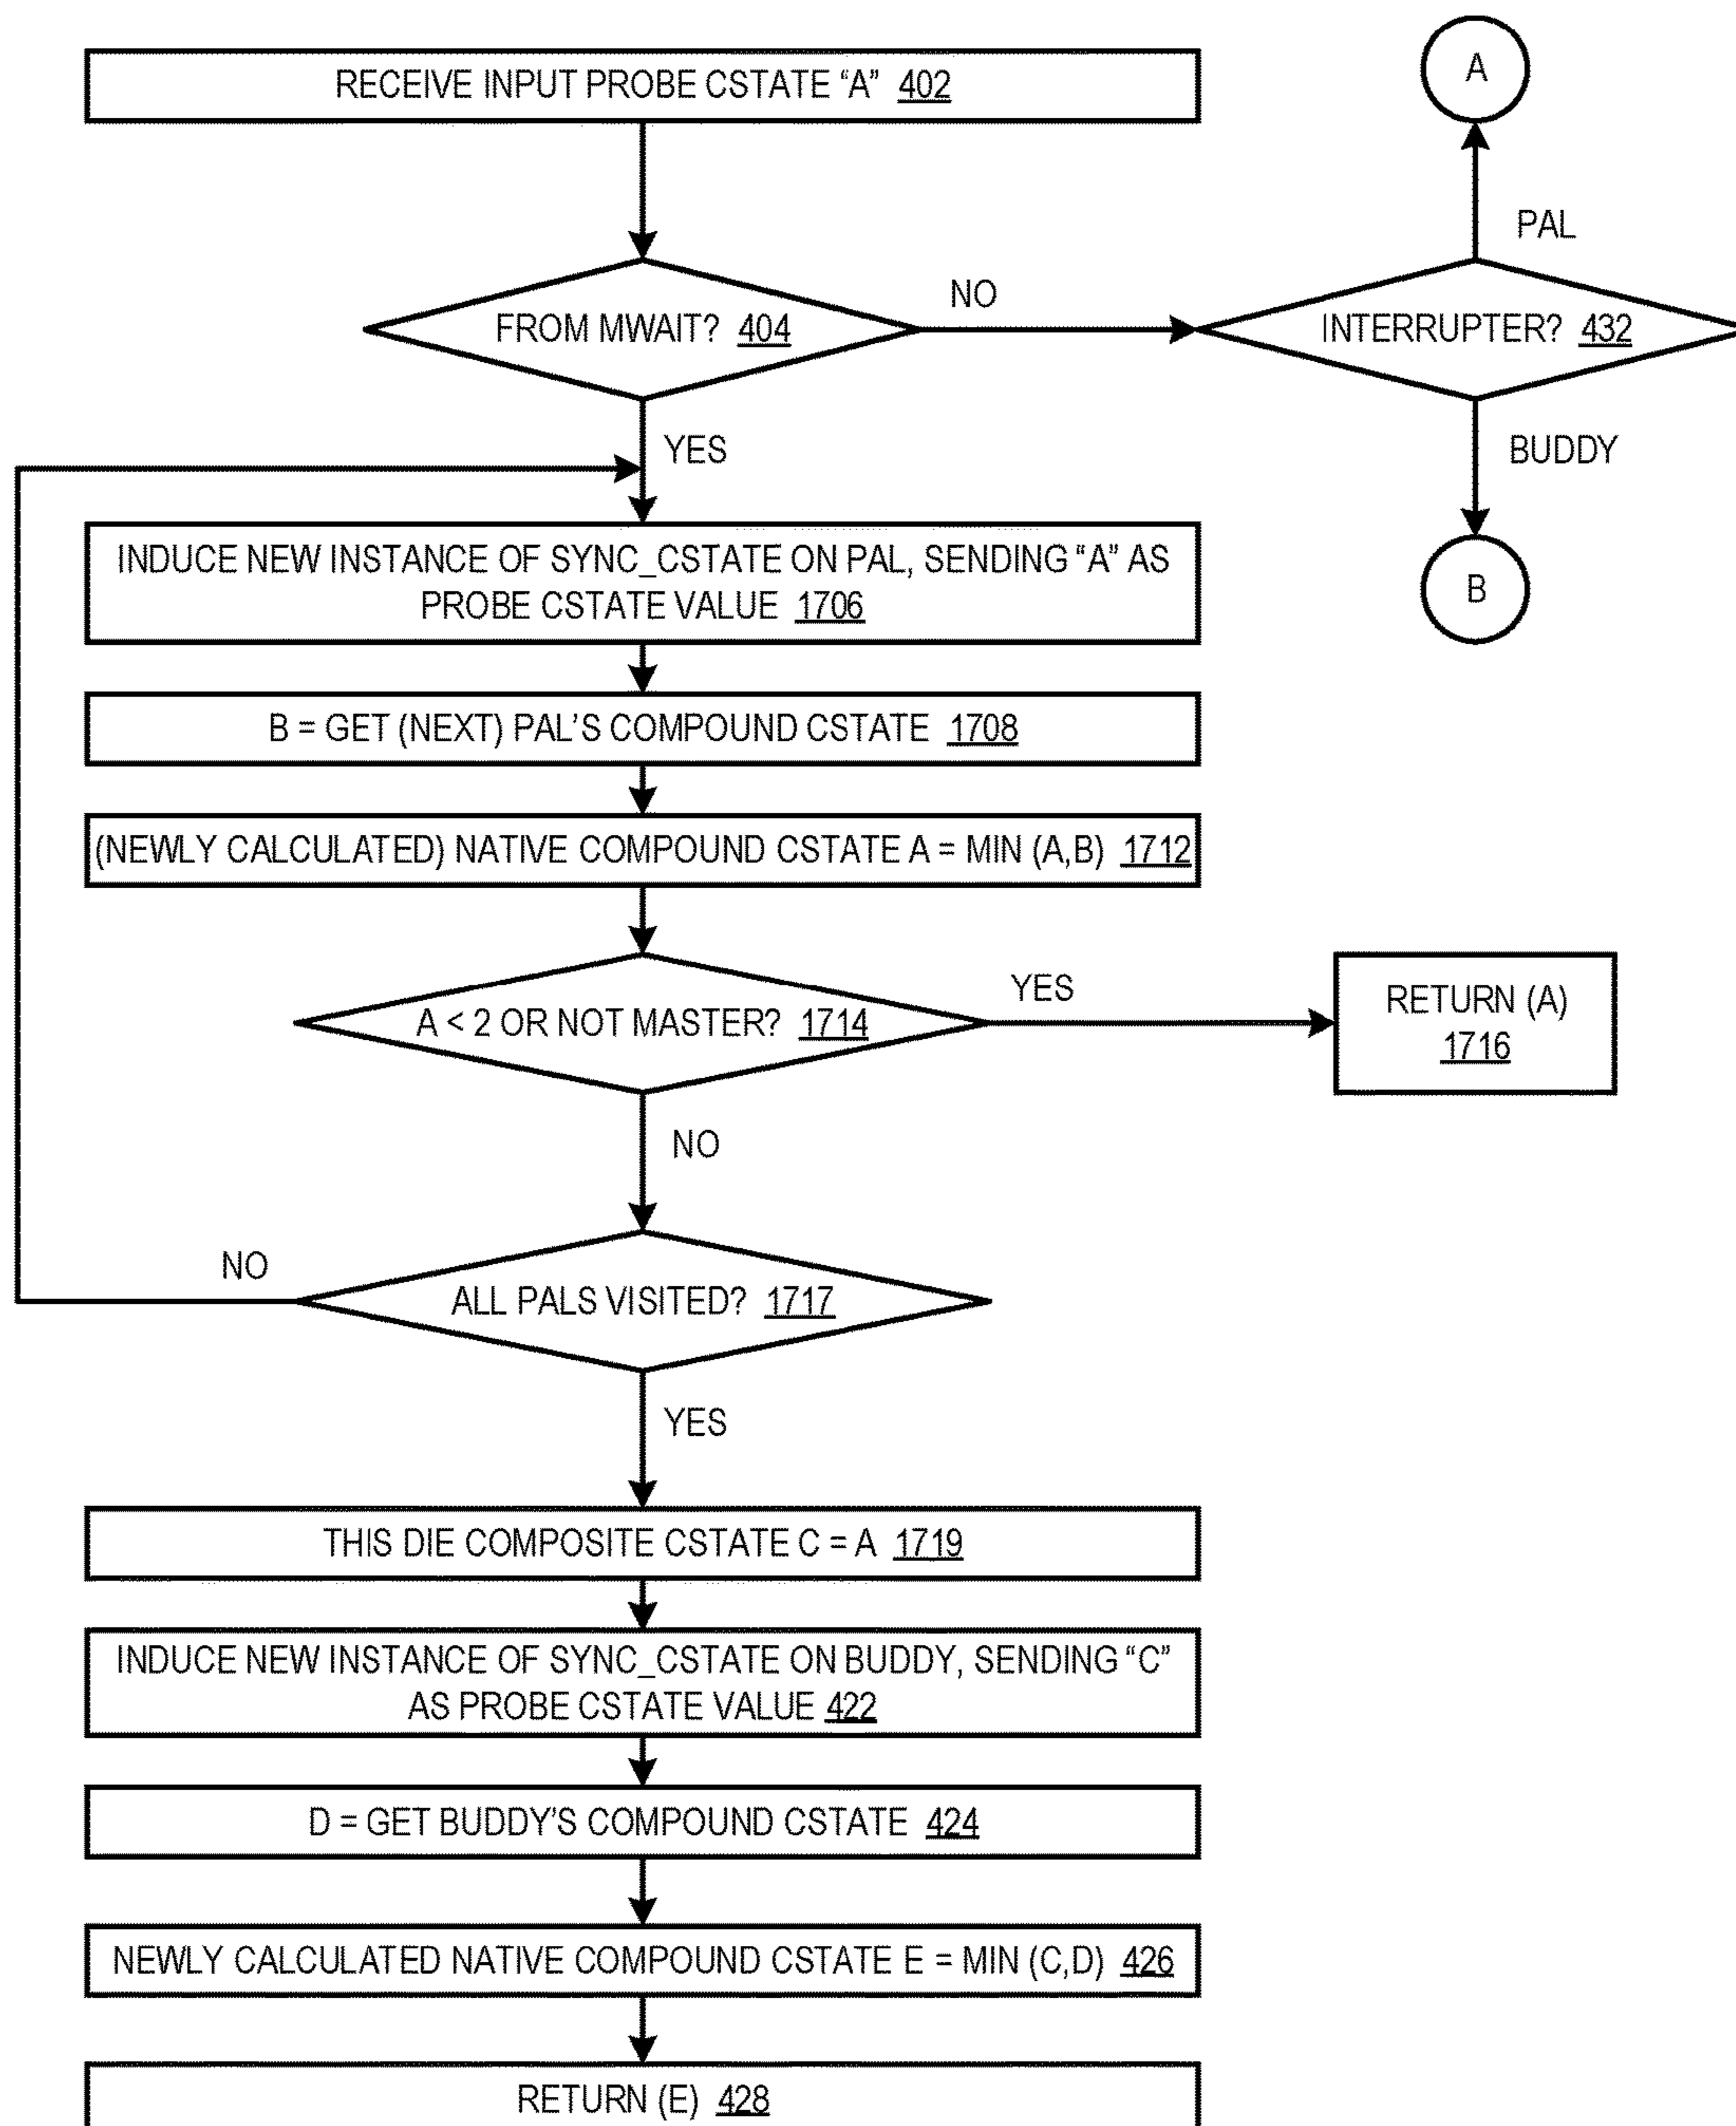 RECEIVE INPUT PROBE CSTATE “A” 402
A
PAL
FROM MWAIT? 404
NO
INTERRUPTER? 432
YES
BUDDY
B
INDUCE NEW INSTANCE OF SYNC_CSTATE ON PAL, SENDING “A” AS
PROBE CSTATE VALUE 1706
B = GET (NEXT) PAL’S COMPOUND CSTATE 1708
(NEWLY CALCULATED) NATIVE COMPOUND CSTATE A = MIN (A,B) 1712
A < 2 OR NOT MASTER? 1714
YES
RETURN (A)
1716
NO
ALL PALS VISITED? 1717
NO
YES
THIS DIE COMPOSITE CSTATE C = A 1719
INDUCE NEW INSTANCE OF SYNC_CSTATE ON BUDDY, SENDING “C”
AS PROBE CSTATE VALUE 422
D = GET BUDDY’S COMPOUND CSTATE 424
NEWLY CALCULATED NATIVE COMPOUND CSTATE E = MIN (C,D) 426
RETURN (E) 428